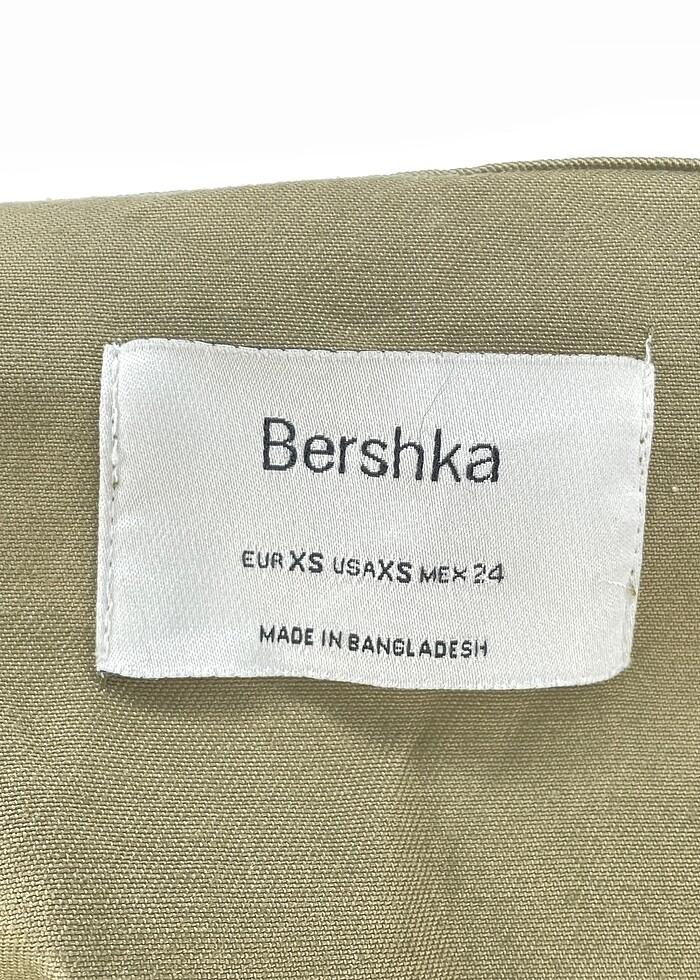 Bershka
EUR XS USA XS MEX 24
MADE IN BANGLADESH